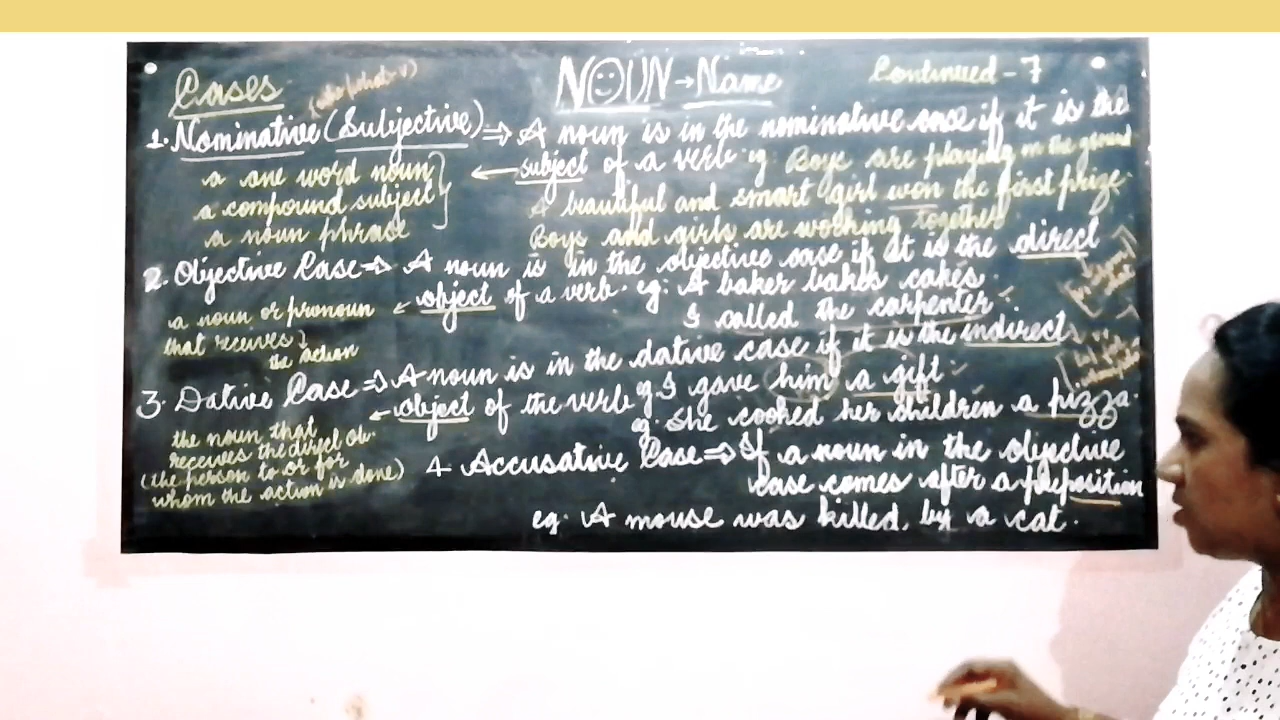 Cases
NOUN → Name
Continued - 7
1. Nominative (Subjective) ⇒ A noun is in the nominative case if it is the
a one word noun
a compound subject
a noun phrase
← subject of a verb. eg: Boys are playing in the ground
A beautiful and smart girl won the first prize.
Boys and girls are working together
2. Objective Case ⇒ A noun is in the objective case if it is the direct
a noun or pronoun
that receives
the action
← object of a verb. eg: A baker bakes cakes.
I called the carpenter
3. Dative Case ⇒ A noun is in the dative case if it is the indirect
← object of the verb eg I gave him a gift
eg. She cooked her children a pizza.
the noun that
receives the direct ob.
(the person to or for
whom the action is done)
4 Accusative Case ⇒ If a noun in the objective
case comes after a preposition
eg. A mouse was killed by a cat.